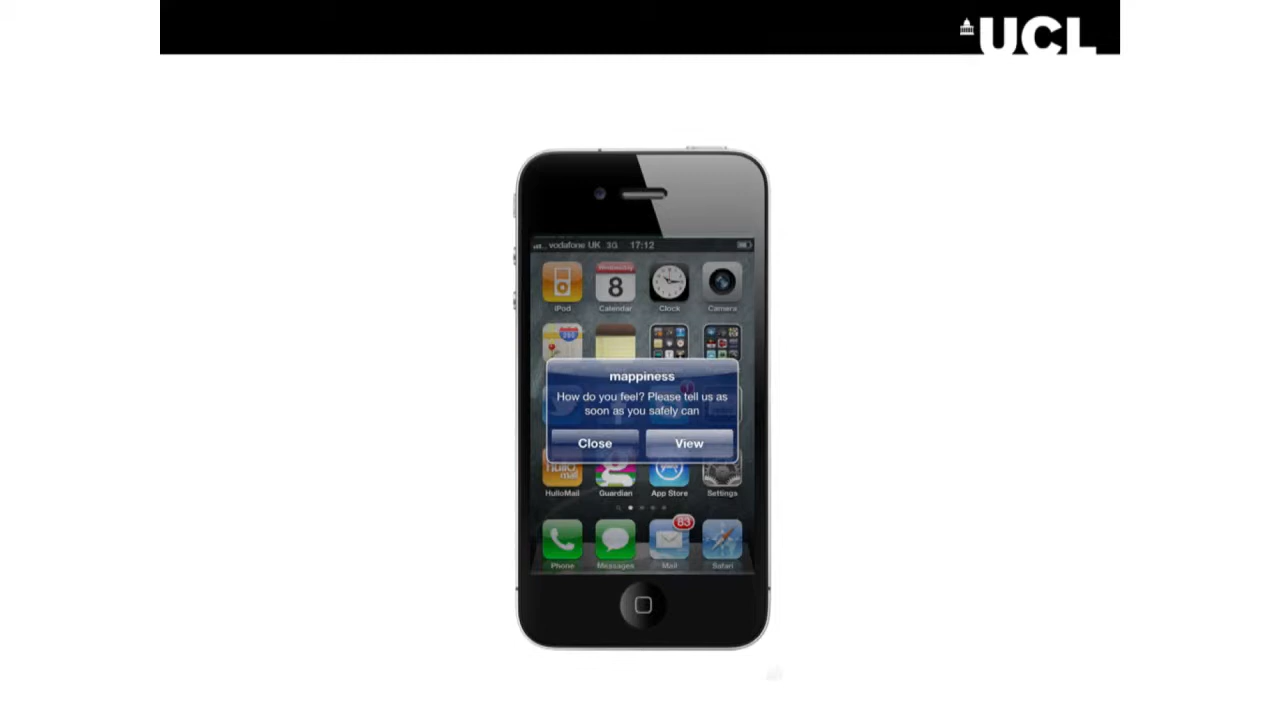 UCL
vodafone UK 3G 17:12
Wednesday
8
iPod Calendar Clock Camera
280
mappiness
How do you feel? Please tell us as
soon as you safely can
Close View
HulloMail Guardian App Store Settings
83
Phone Messages Mail Safari